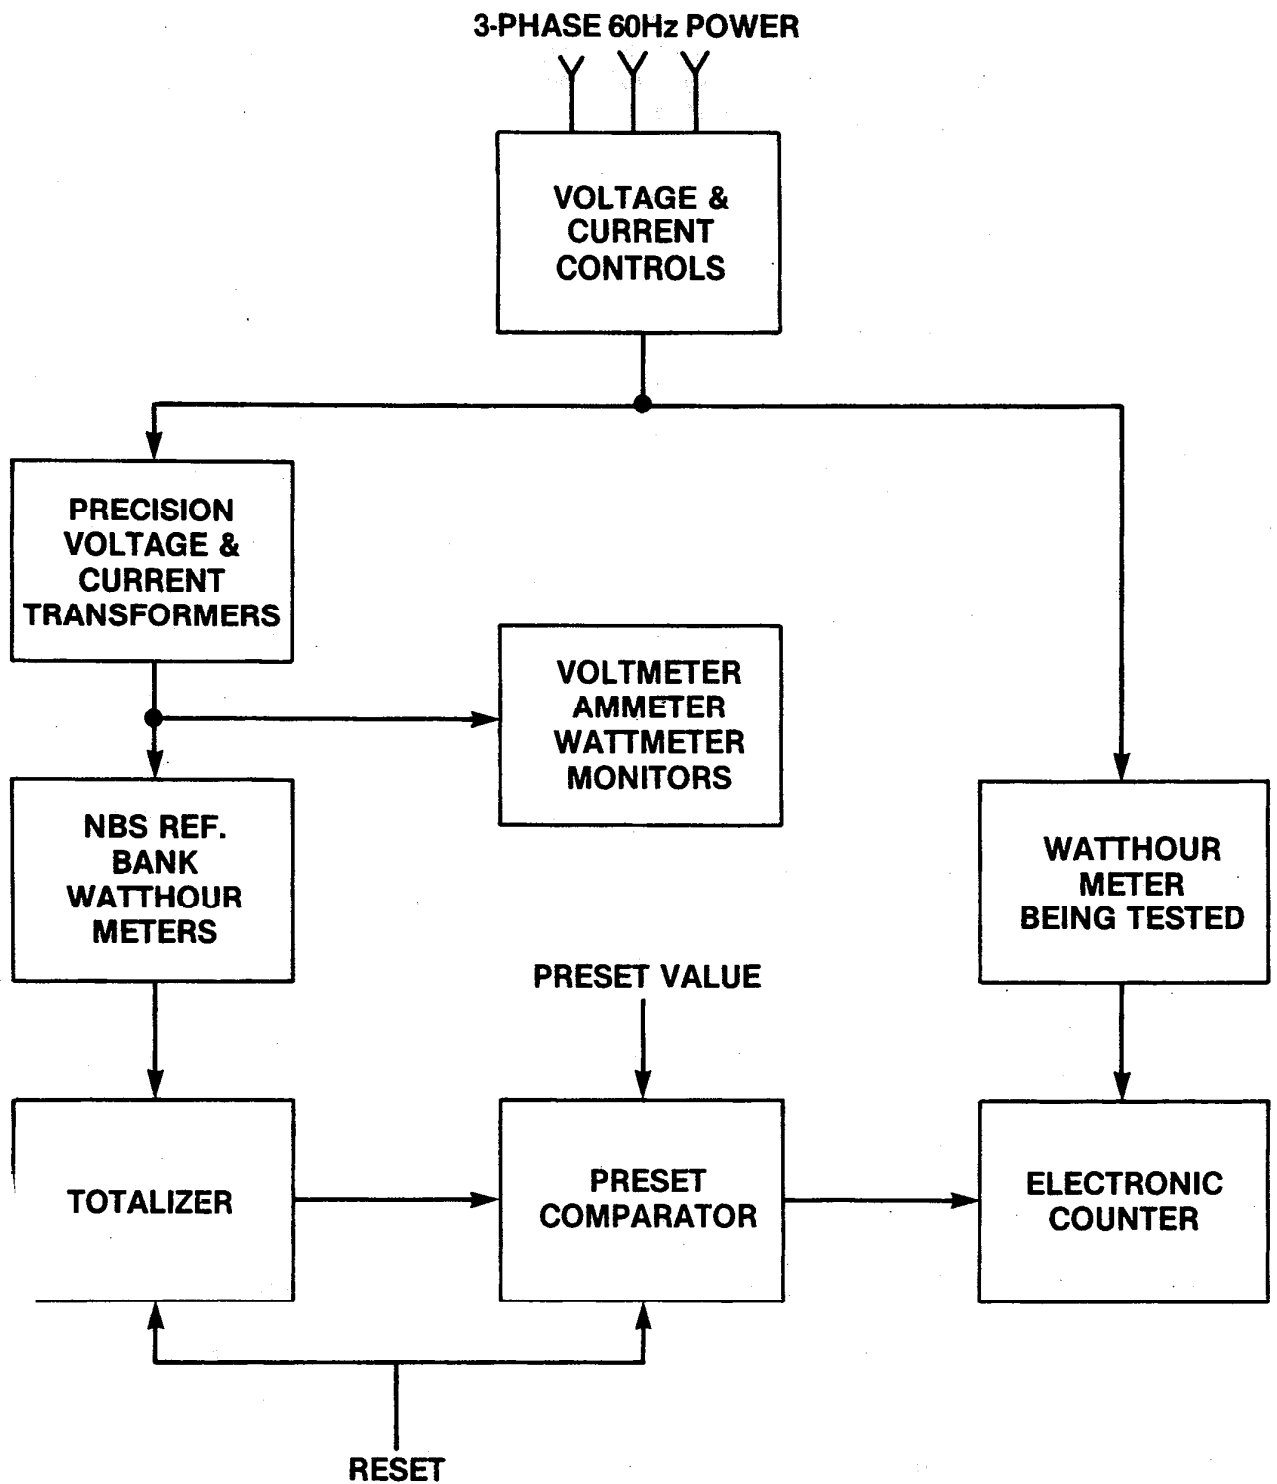 3-PHASE 60Hz POWER
VOLTAGE &
CURRENT
CONTROLS
PRECISION
VOLTAGE &
CURRENT
TRANSFORMERS
VOLTMETER
AMMETER
WATTMETER
MONITORS
NBS REF.
BANK
WATTHOUR
METERS
WATTHOUR
METER
BEING TESTED
PRESET VALUE
TOTALIZER
PRESET
COMPARATOR
ELECTRONIC
COUNTER
RESET